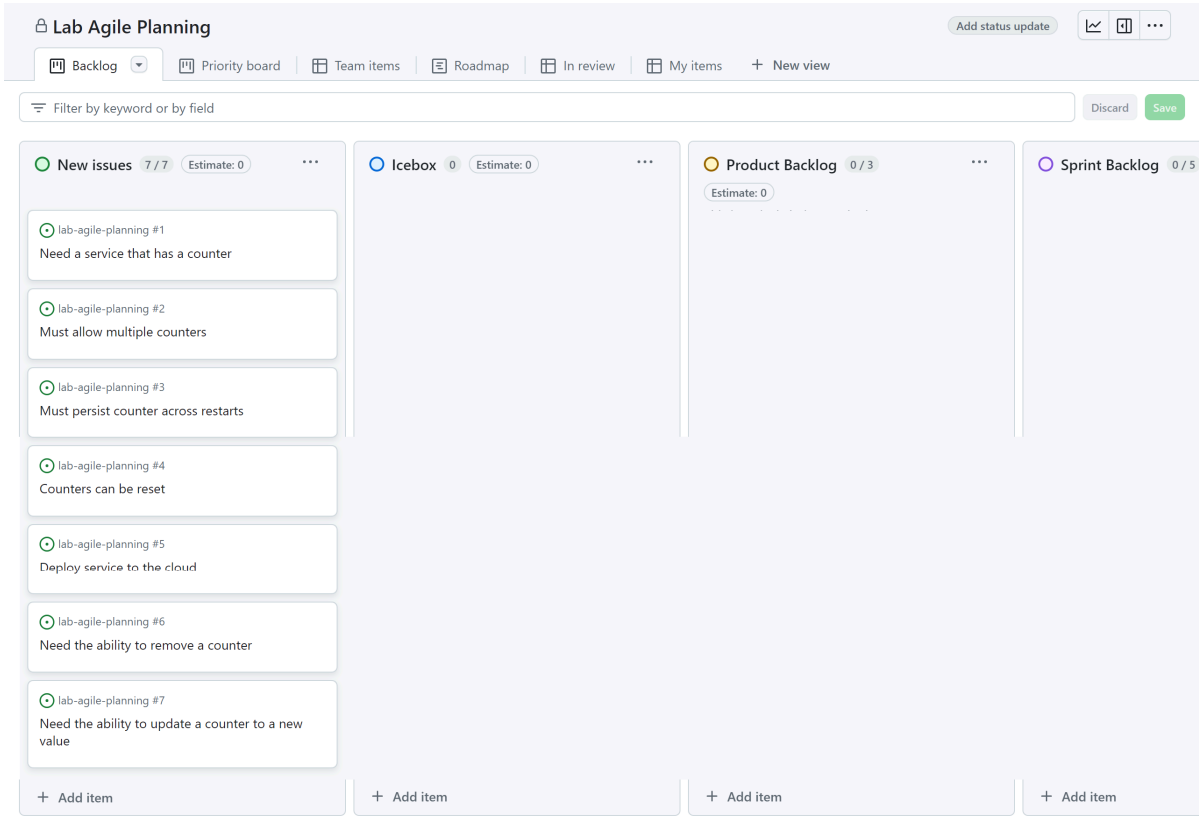 Lab Agile Planning
Add status update
Backlog
Priority board
Team items
Roadmap
In review
My items
+ New view
Filter by keyword or by field
Discard
Save
New issues 7 / 7 Estimate: 0
lab-agile-planning #1
Need a service that has a counter
lab-agile-planning #2
Must allow multiple counters
lab-agile-planning #3
Must persist counter across restarts
lab-agile-planning #4
Counters can be reset
lab-agile-planning #5
Deploy service to the cloud
lab-agile-planning #6
Need the ability to remove a counter
lab-agile-planning #7
Need the ability to update a counter to a new
value
+ Add item
Icebox 0 Estimate: 0
+ Add item
Product Backlog 0 / 3
Estimate: 0
+ Add item
Sprint Backlog 0 / 5
+ Add item